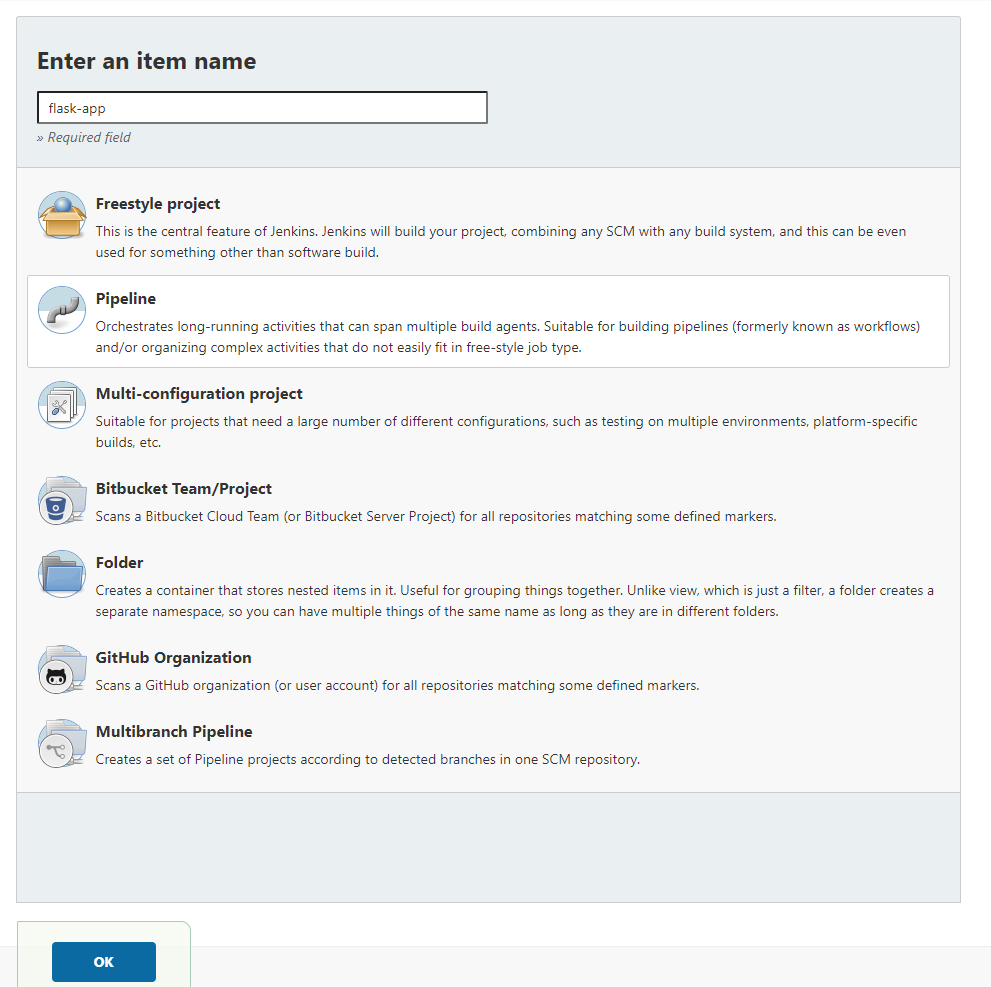 Enter an item name
flask-app
» Required field
Freestyle project
This is the central feature of Jenkins. Jenkins will build your project, combining any SCM with any build system, and this can be even
used for something other than software build.
Pipeline
Orchestrates long-running activities that can span multiple build agents. Suitable for building pipelines (formerly known as workflows)
and/or organizing complex activities that do not easily fit in free-style job type.
Multi-configuration project
Suitable for projects that need a large number of different configurations, such as testing on multiple environments, platform-specific
builds, etc.
Bitbucket Team/Project
Scans a Bitbucket Cloud Team (or Bitbucket Server Project) for all repositories matching some defined markers.
Folder
Creates a container that stores nested items in it. Useful for grouping things together. Unlike view, which is just a filter, a folder creates a
separate namespace, so you can have multiple things of the same name as long as they are in different folders.
GitHub Organization
Scans a GitHub organization (or user account) for all repositories matching some defined markers.
Multibranch Pipeline
Creates a set of Pipeline projects according to detected branches in one SCM repository.
OK